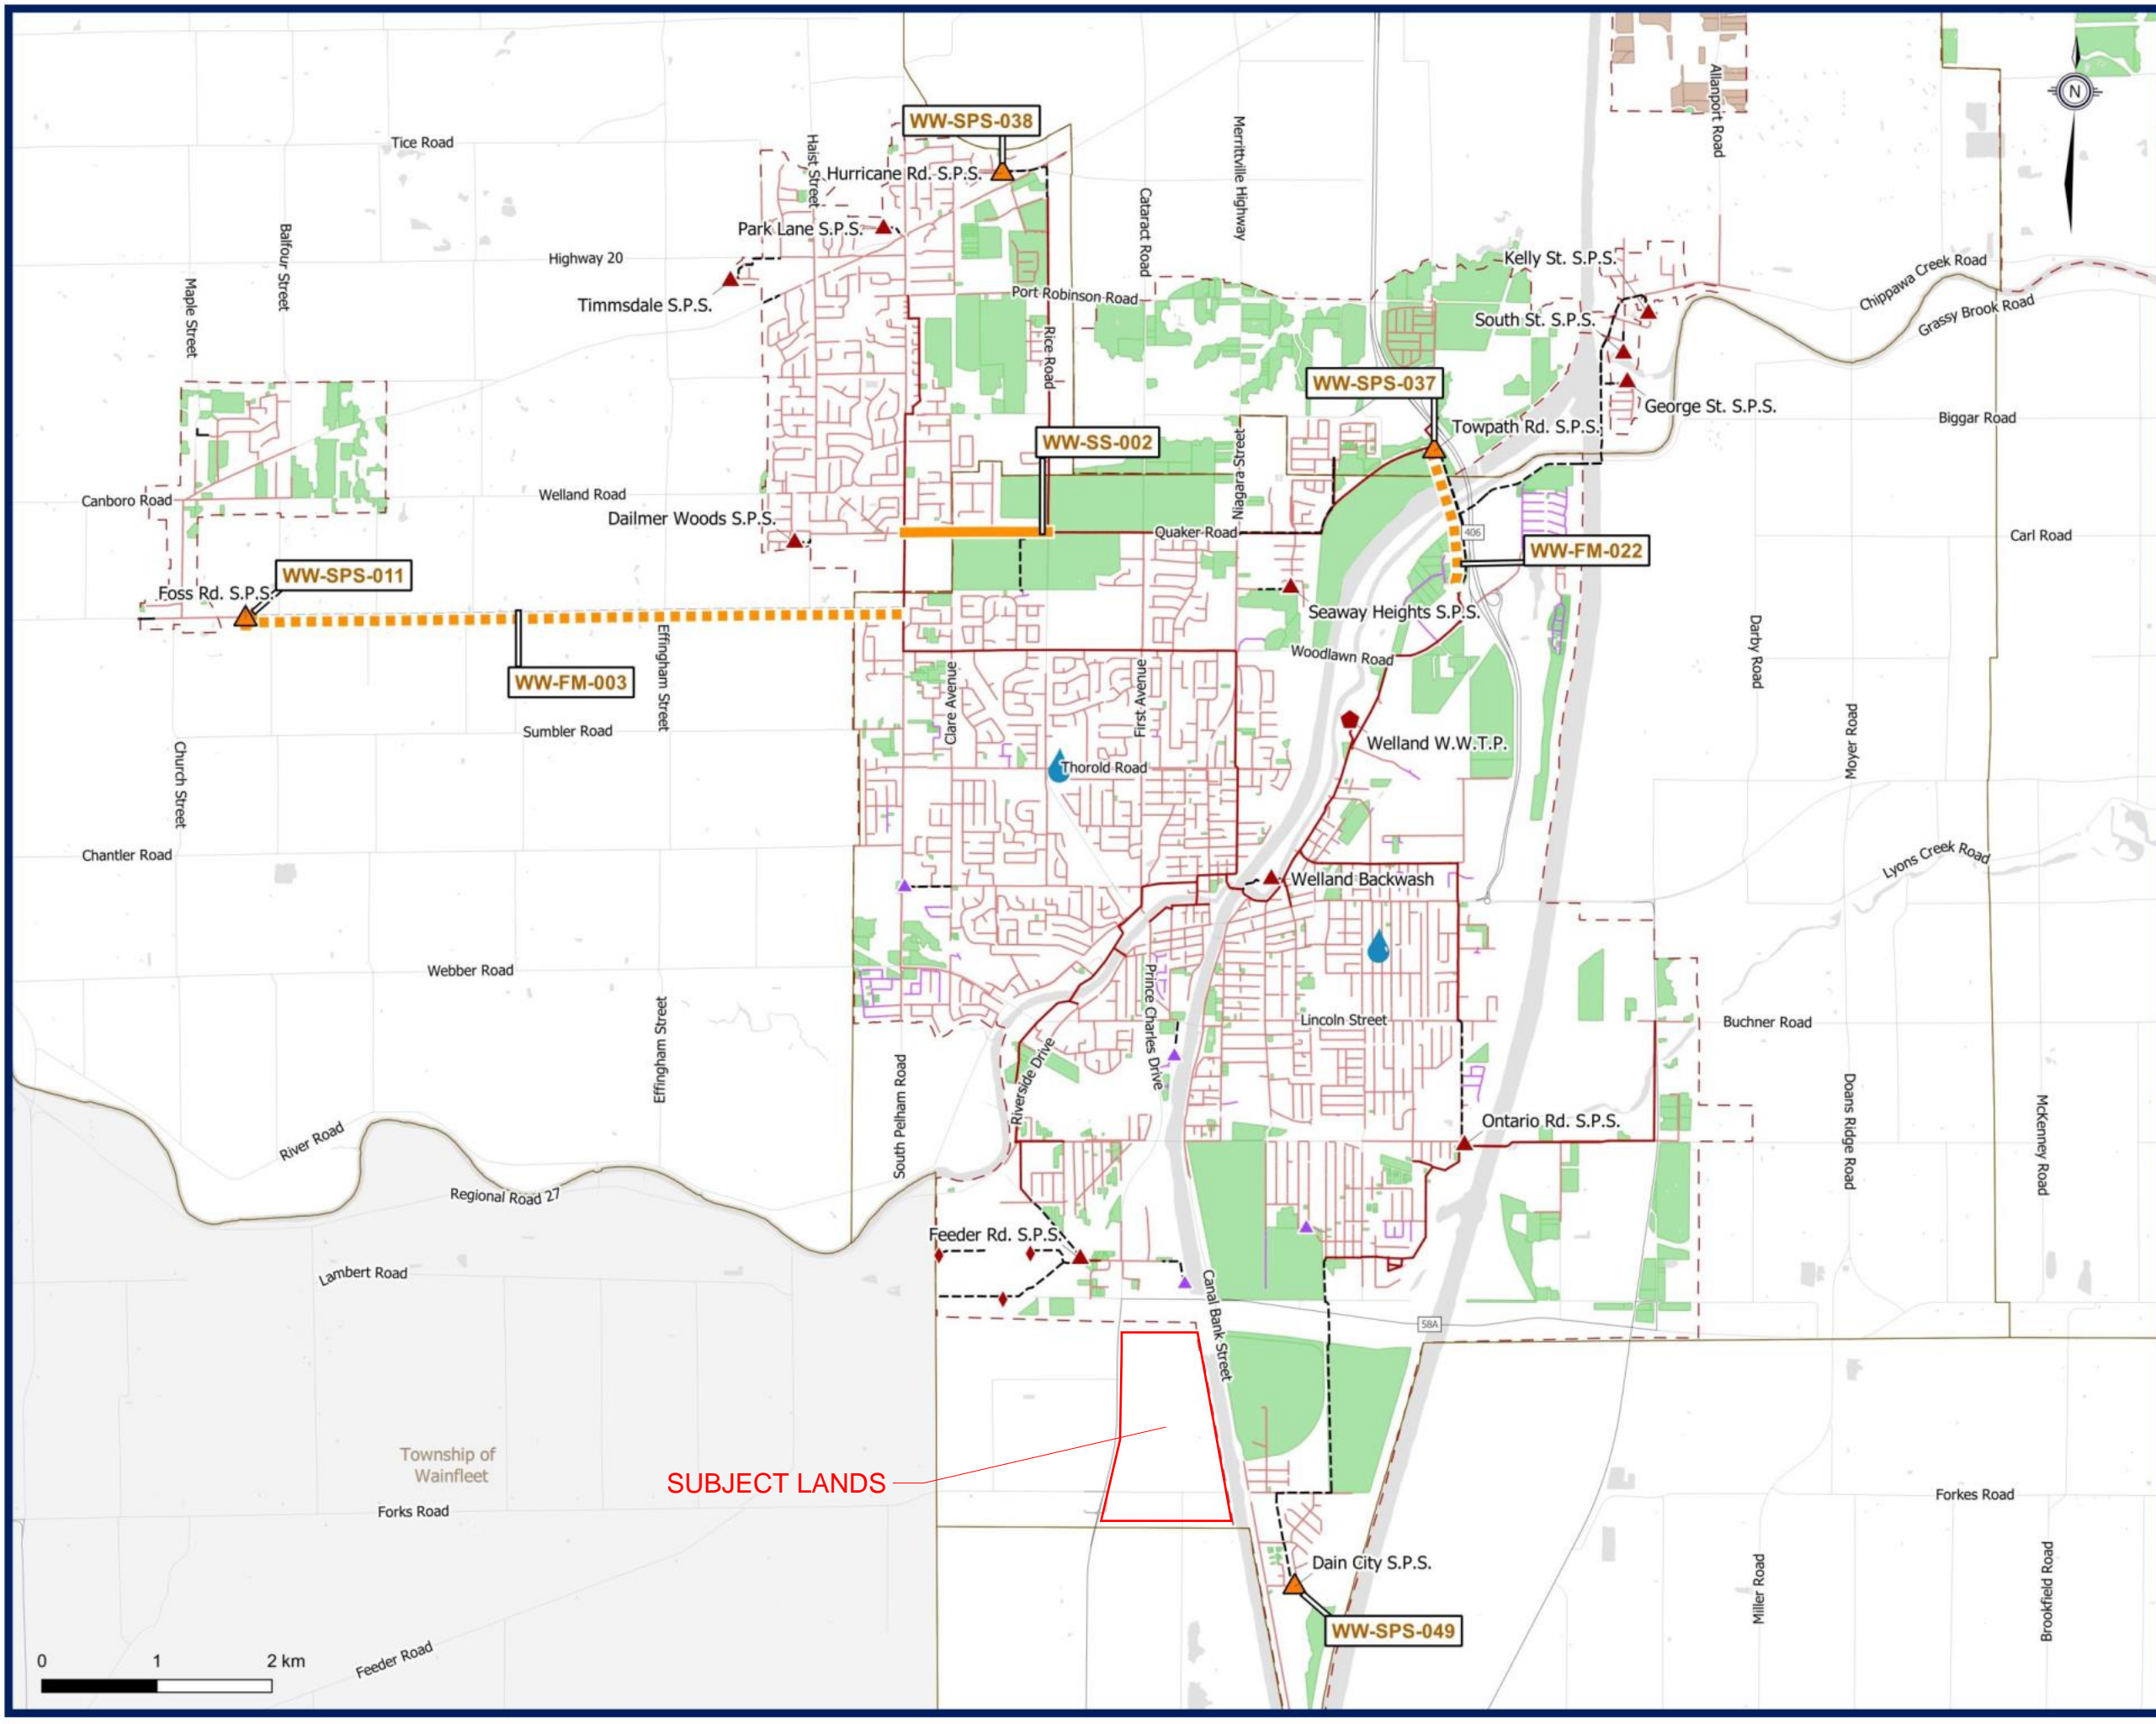 WW-SPS-038
Tice Road
Haist Street
Hurricane Rd. S.P.S.
Merrittville Highway
Allanport Road
N
Park Lane S.P.S.
Cataract Road
Balfour Street
Highway 20
Kelly St. S.P.S.
Chippawa Creek Road
Maple Street
Timmsdale S.P.S.
Port Robinson Road
South St. S.P.S.
Grassy Brook Road
Rice Road
WW-SPS-037
George St. S.P.S.
Biggar Road
WW-SS-002
Niagara Street
Towpath Rd. S.P.S.
Canboro Road
Welland Road
Dailmer Woods S.P.S.
Quaker Road
406
Carl Road
WW-FM-022
WW-SPS-011
Foss Rd. S.P.S.
Seaway Heights S.P.S.
Effingham Street
Woodlawn Road
Darby Road
WW-FM-003
Clare Avenue
First Avenue
Sumbler Road
Welland W.W.T.P.
Moyer Road
Church Street
Thorold Road
Chantler Road
Lyons Creek Road
Welland Backwash
Webber Road
Prince Charles Drive
Effingham Street
Lincoln Street
Buchner Road
Riverside Drive
South Pelham Road
Ontario Rd. S.P.S.
Doans Ridge Road
McKenney Road
River Road
Regional Road 27
Feeder Rd. S.P.S.
Lambert Road
Canal Bank Street
58A
Township of
Wainfleet
SUBJECT LANDS
Forks Road
Forkes Road
Dain City S.P.S.
Miller Road
Brookfield Road
WW-SPS-049
Feeder Road
0 1 2 km